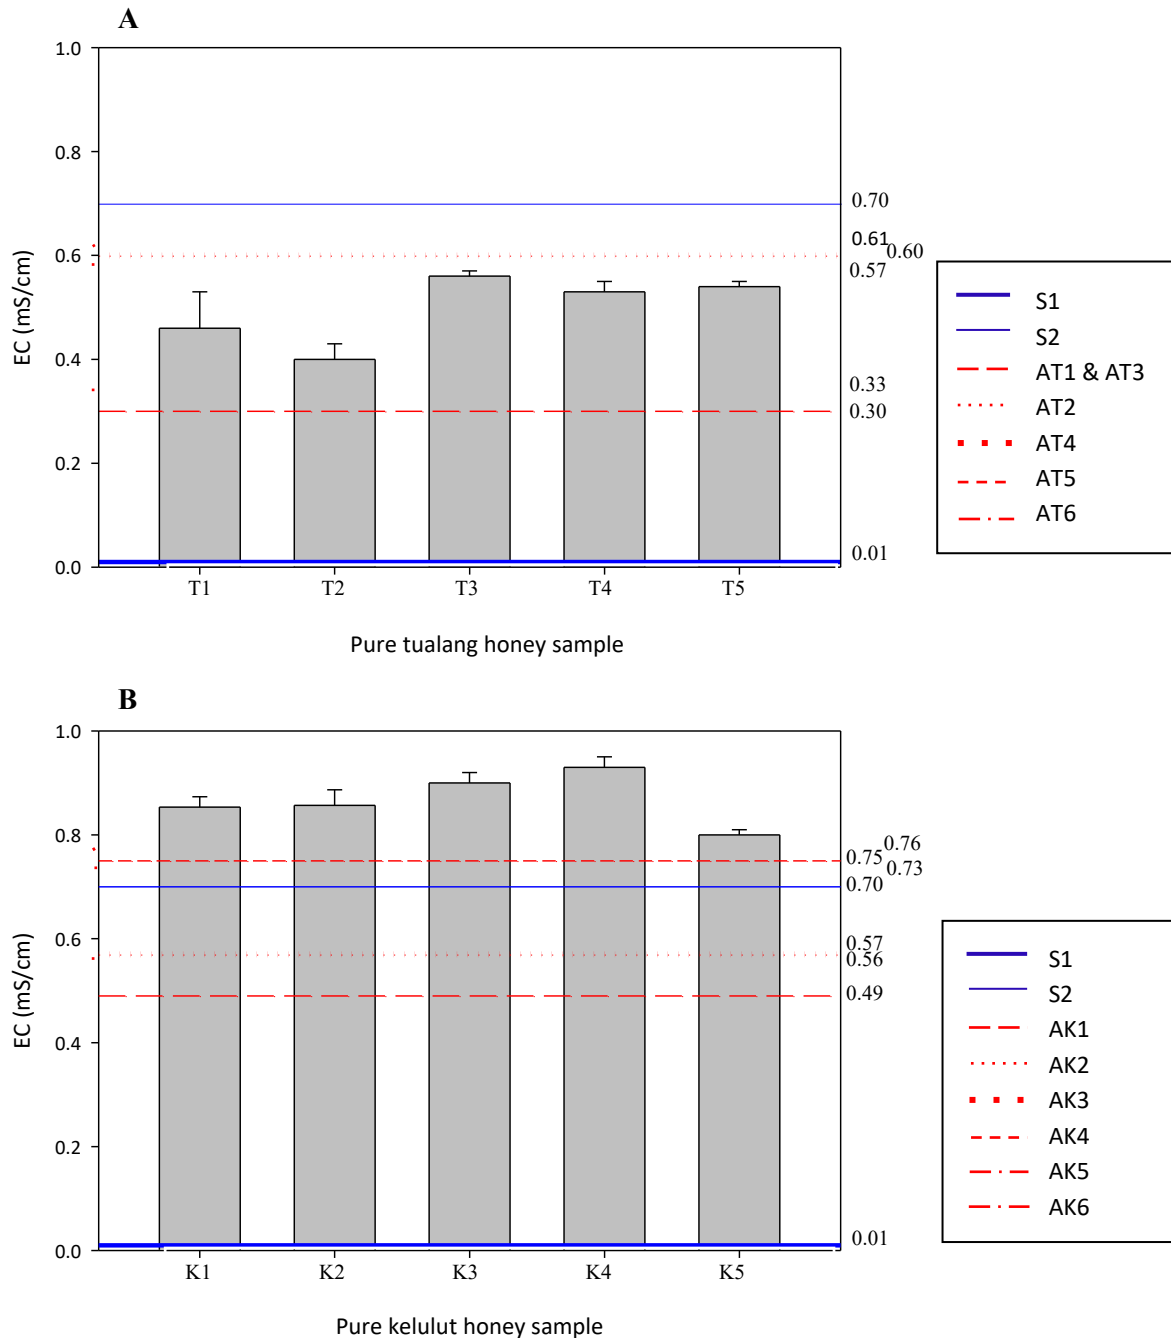 A
1.0
0.8
0.70
0.61
0.60
0.6
0.57
EC (mS/cm)
0.4
0.33
0.30
0.2
0.01
0.0
T1 T2 T3 T4 T5
Pure tualang honey sample
S1
S2
AT1 & AT3
AT2
AT4
AT5
AT6
B
1.0
0.8
0.76
0.75
0.73
0.70
0.6
0.57
0.56
0.49
EC (mS/cm)
0.4
0.2
0.01
0.0
K1 K2 K3 K4 K5
Pure kelulut honey sample
S1
S2
AK1
AK2
AK3
AK4
AK5
AK6